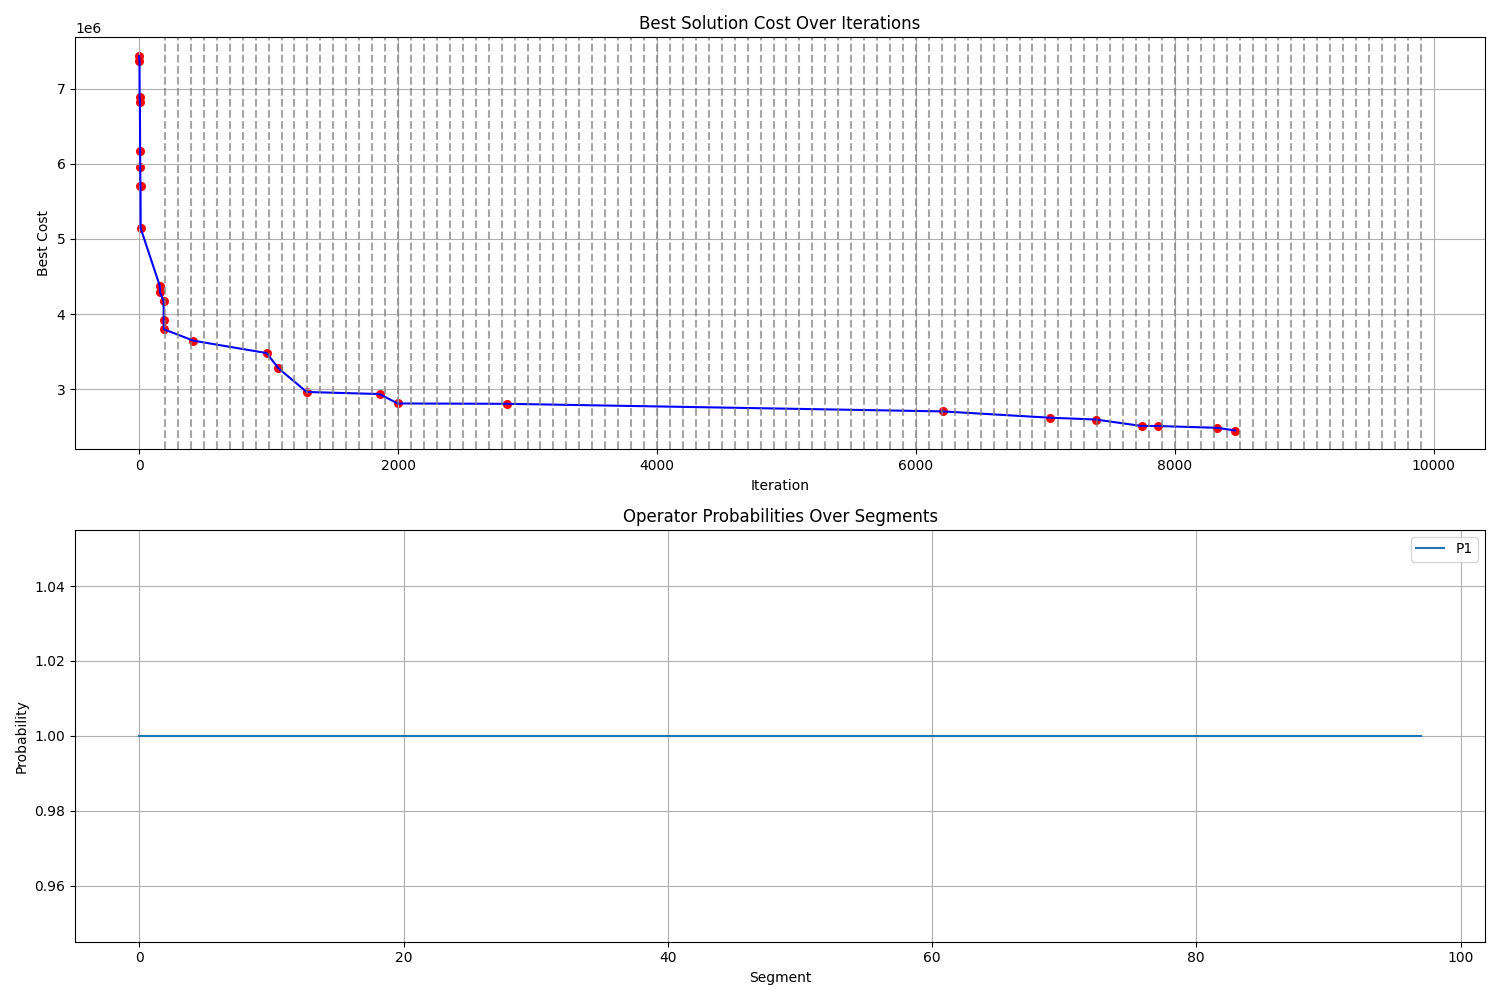 Best Solution Cost Over Iterations
1e6
7
6
5
4
3
Best Cost
0 2000 4000 6000 8000 10000
Iteration
Operator Probabilities Over Segments
P1
1.04
1.02
1.00
0.98
0.96
Probability
0 20 40 60 80 100
Segment